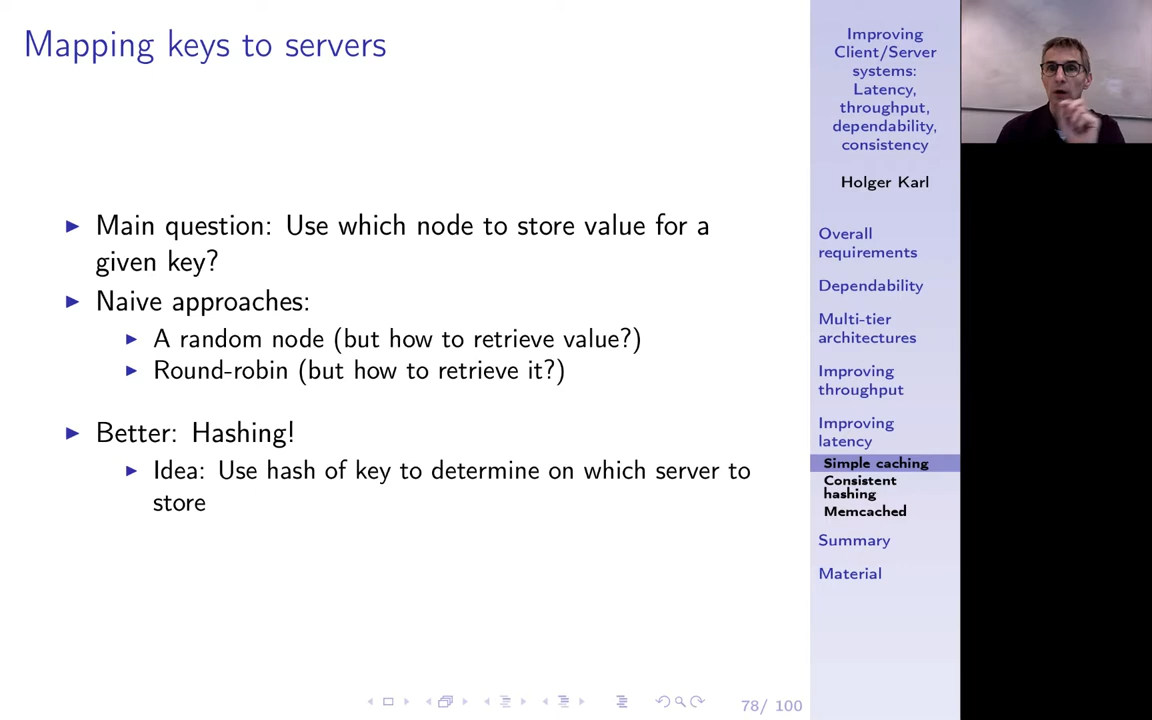 Mapping keys to servers
Main question: Use which node to store value for a
given key?
Naive approaches:
A random node (but how to retrieve value?)
Round-robin (but how to retrieve it?)
Better: Hashing!
Idea: Use hash of key to determine on which server to
store
78/ 100
Improving
Client/Server
systems:
Latency,
throughput,
dependability,
consistency
Holger Karl
Overall
requirements
Dependability
Multi-tier
architectures
Improving
throughput
Improving
latency
Simple caching
Consistent
hashing
Memcached
Summary
Material